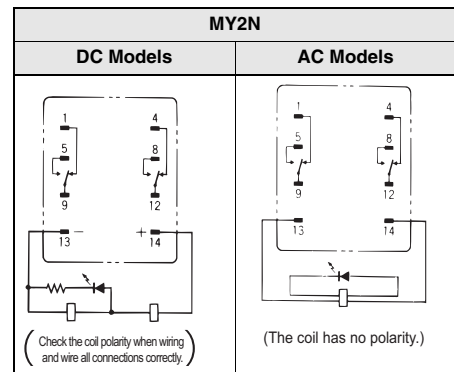 MY2N
DC Models
AC Models
1 4
5 8
9 12
13 − + 14
(Check the coil polarity when wiring
and wire all connections correctly.)
1 4
5 8
9 12
13 14
(The coil has no polarity.)